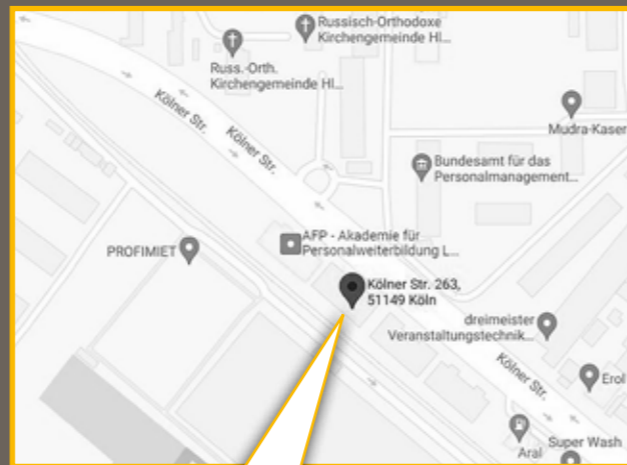 Russisch-Orthodoxe
Kirchengemeinde Hl...
Russ.-Orth.
Kirchengemeinde Hl...
Kölner Str.
Kölner Str.
Mudra-Kaser
Bundesamt für das
Personalmanagement...
AFP - Akademie für
Personalweiterbildung L...
PROFIMIET
Kölner Str. 263,
51149 Köln
dreimeister
Veranstaltungstechnik...
Kölner Str.
Erol
Aral
Super Wash